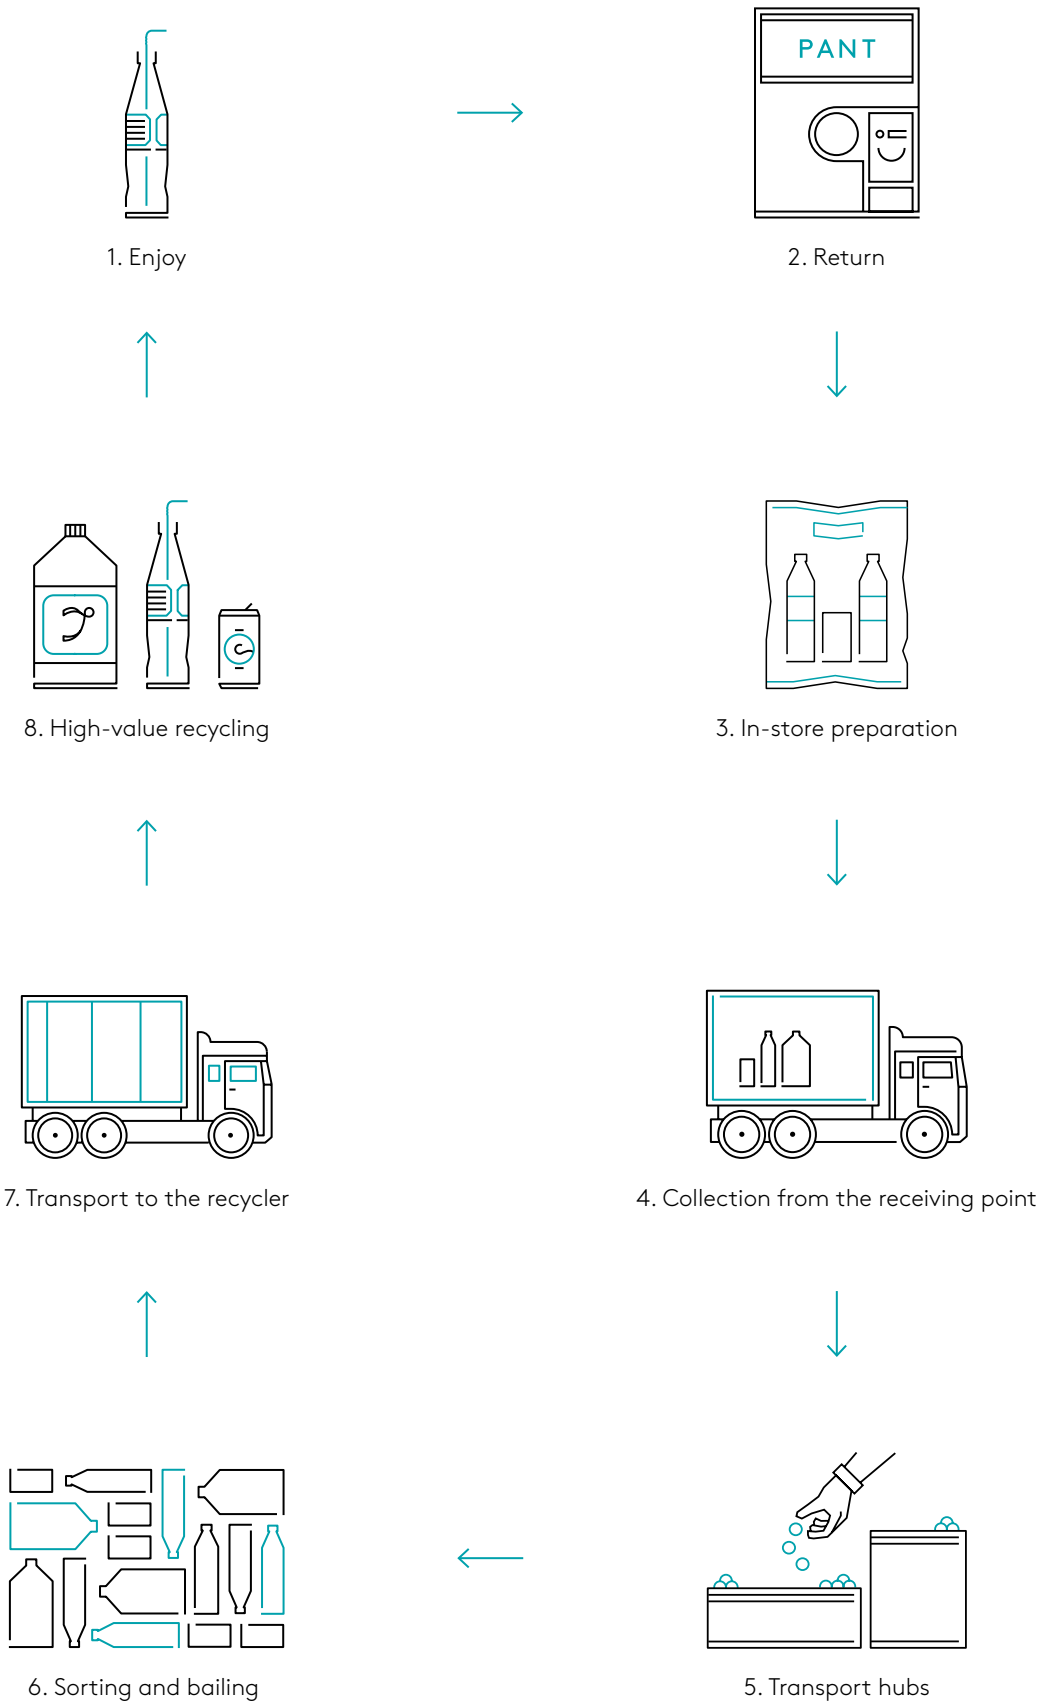 PANT
1. Enjoy
2. Return
8. High-value recycling
3. In-store preparation
7. Transport to the recycler
4. Collection from the receiving point
6. Sorting and bailing
5. Transport hubs